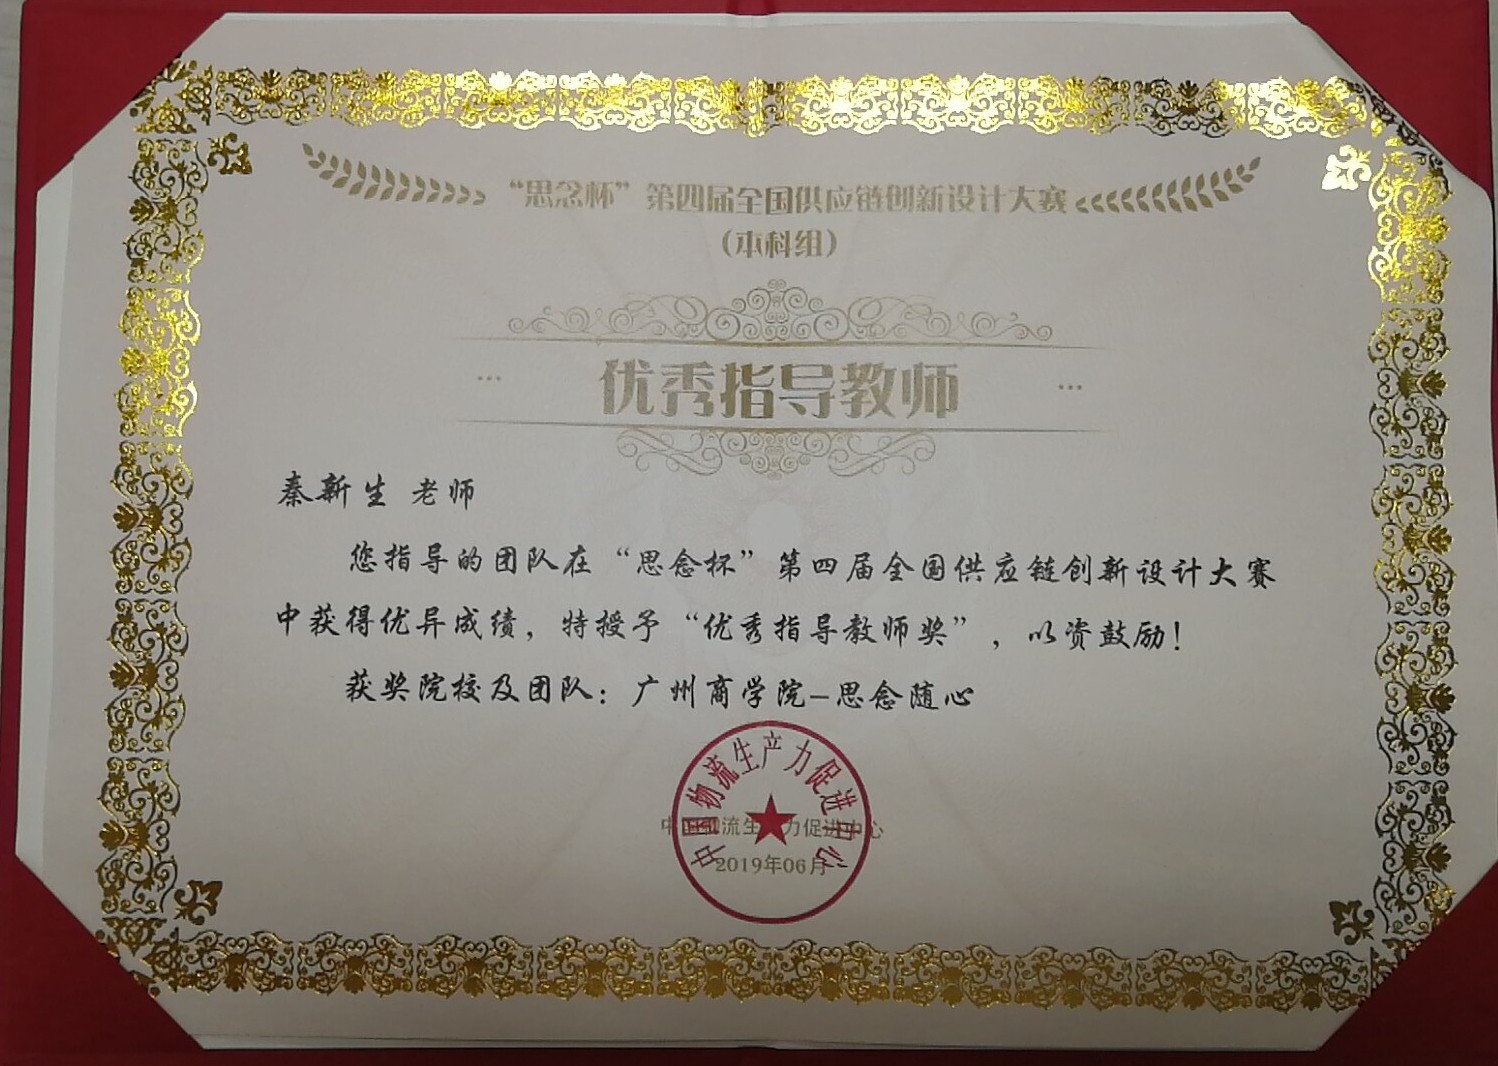 “思念杯”第四届全国供应链创新设计大赛
（本科组）
优秀指导教师
秦新生 老师
您指导的团队在“思念杯”第四届全国供应链创新设计大赛
中获得优异成绩，特授予“优秀指导教师奖”，以资鼓励！
获奖院校及团队：广州商学院–思念随心
中国物流生产力促进中心
中国物流生产力促进中心
2019年06月